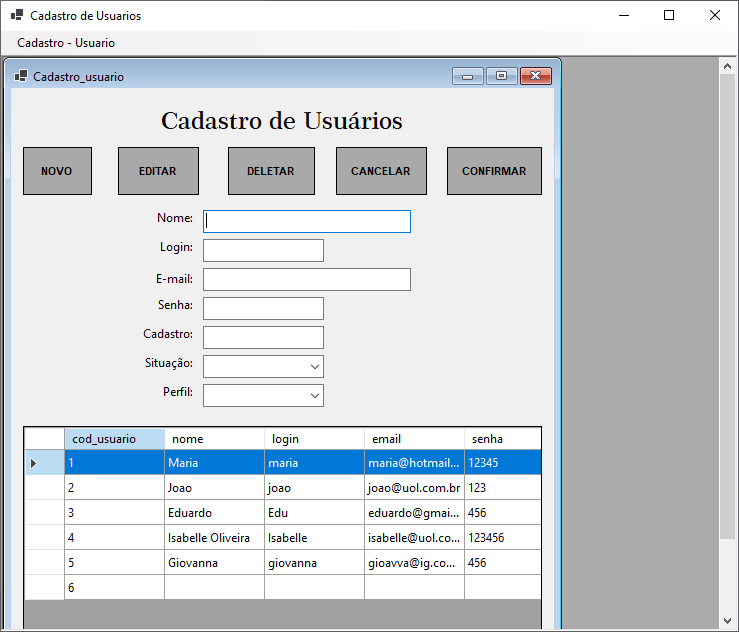 Cadastro de Usuarios
Cadastro - Usuario
Cadastro_usuario
Cadastro de Usuários
NOVO EDITAR DELETAR CANCELAR CONFIRMAR
Nome:
Login:
E-mail:
Senha:
Cadastro:
Situação:
Perfil:
cod_usuario nome login email senha
1 Maria maria maria@hotmail... 12345
2 Joao joao joao@uol.com.br 123
3 Eduardo Edu eduardo@gmai... 456
4 Isabelle Oliveira Isabelle isabelle@uol.co... 123456
5 Giovanna giovanna gioavva@ig.co... 456
6